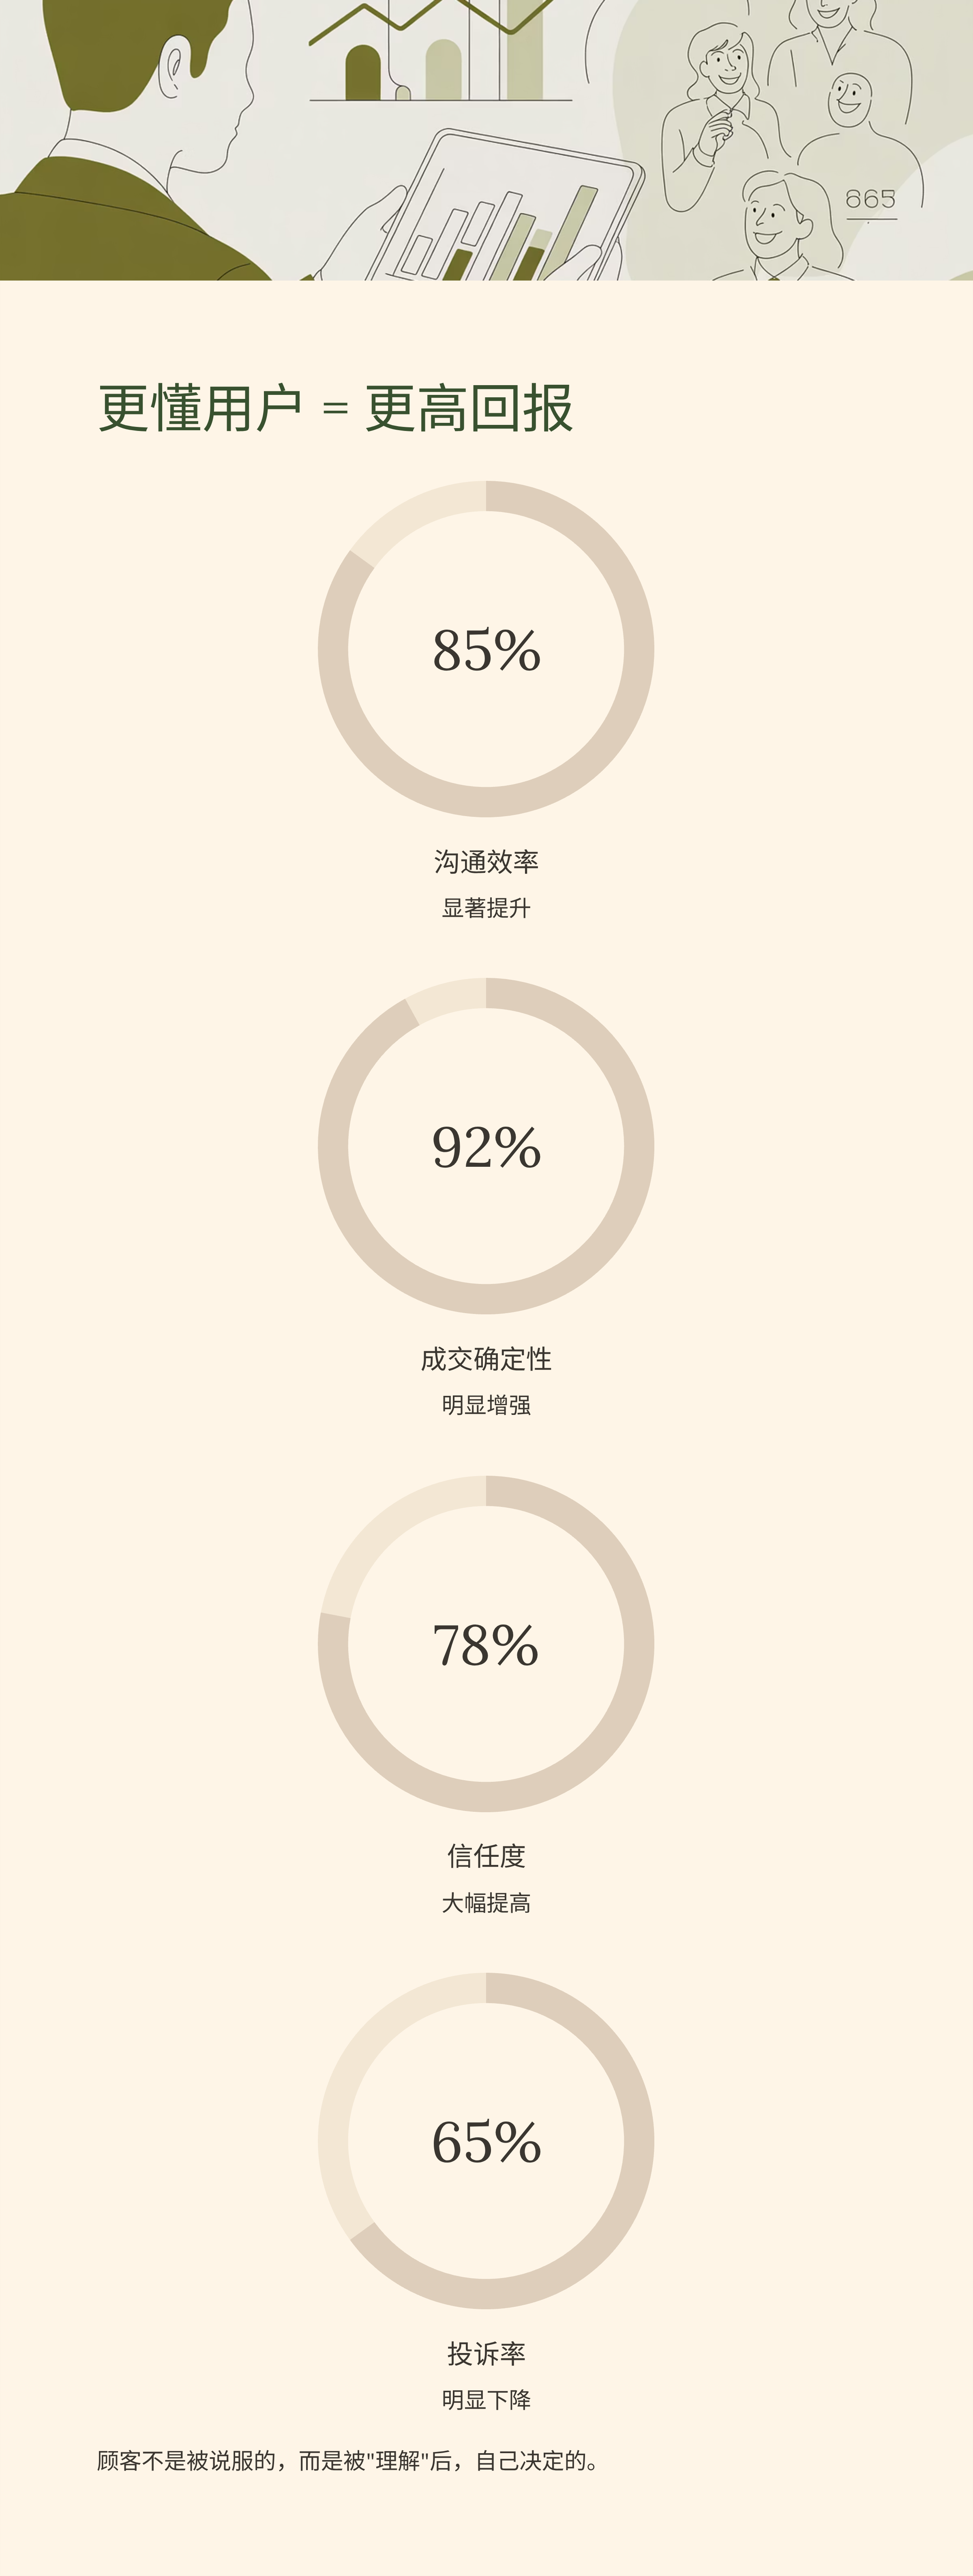 665
更懂用户 = 更高回报
85%
沟通效率
显著提升
92%
成交确定性
明显增强
78%
信任度
大幅提高
65%
投诉率
明显下降
顾客不是被说服的，而是被"理解"后，自己决定的。